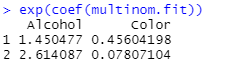 > exp(coef(multinom.fit))
   Alcohol      Color
1 1.450477 0.45604198
2 2.614087 0.07807104